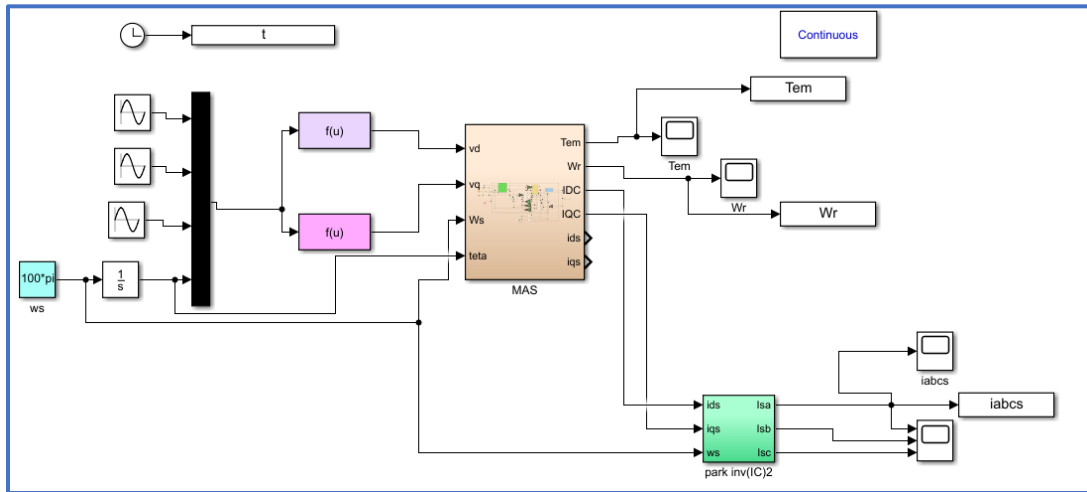 t
Continuous
Tem
f(u)
vd
Tem
Wr
Tem
vq
IDC
Wr
Wr
Ws
IQC
f(u)
ids
100*pi
1
s
teta
iqs
ws
MAS
iabcs
ids
Isa
iabcs
iqs
Isb
ws
Isc
park inv(IC)2